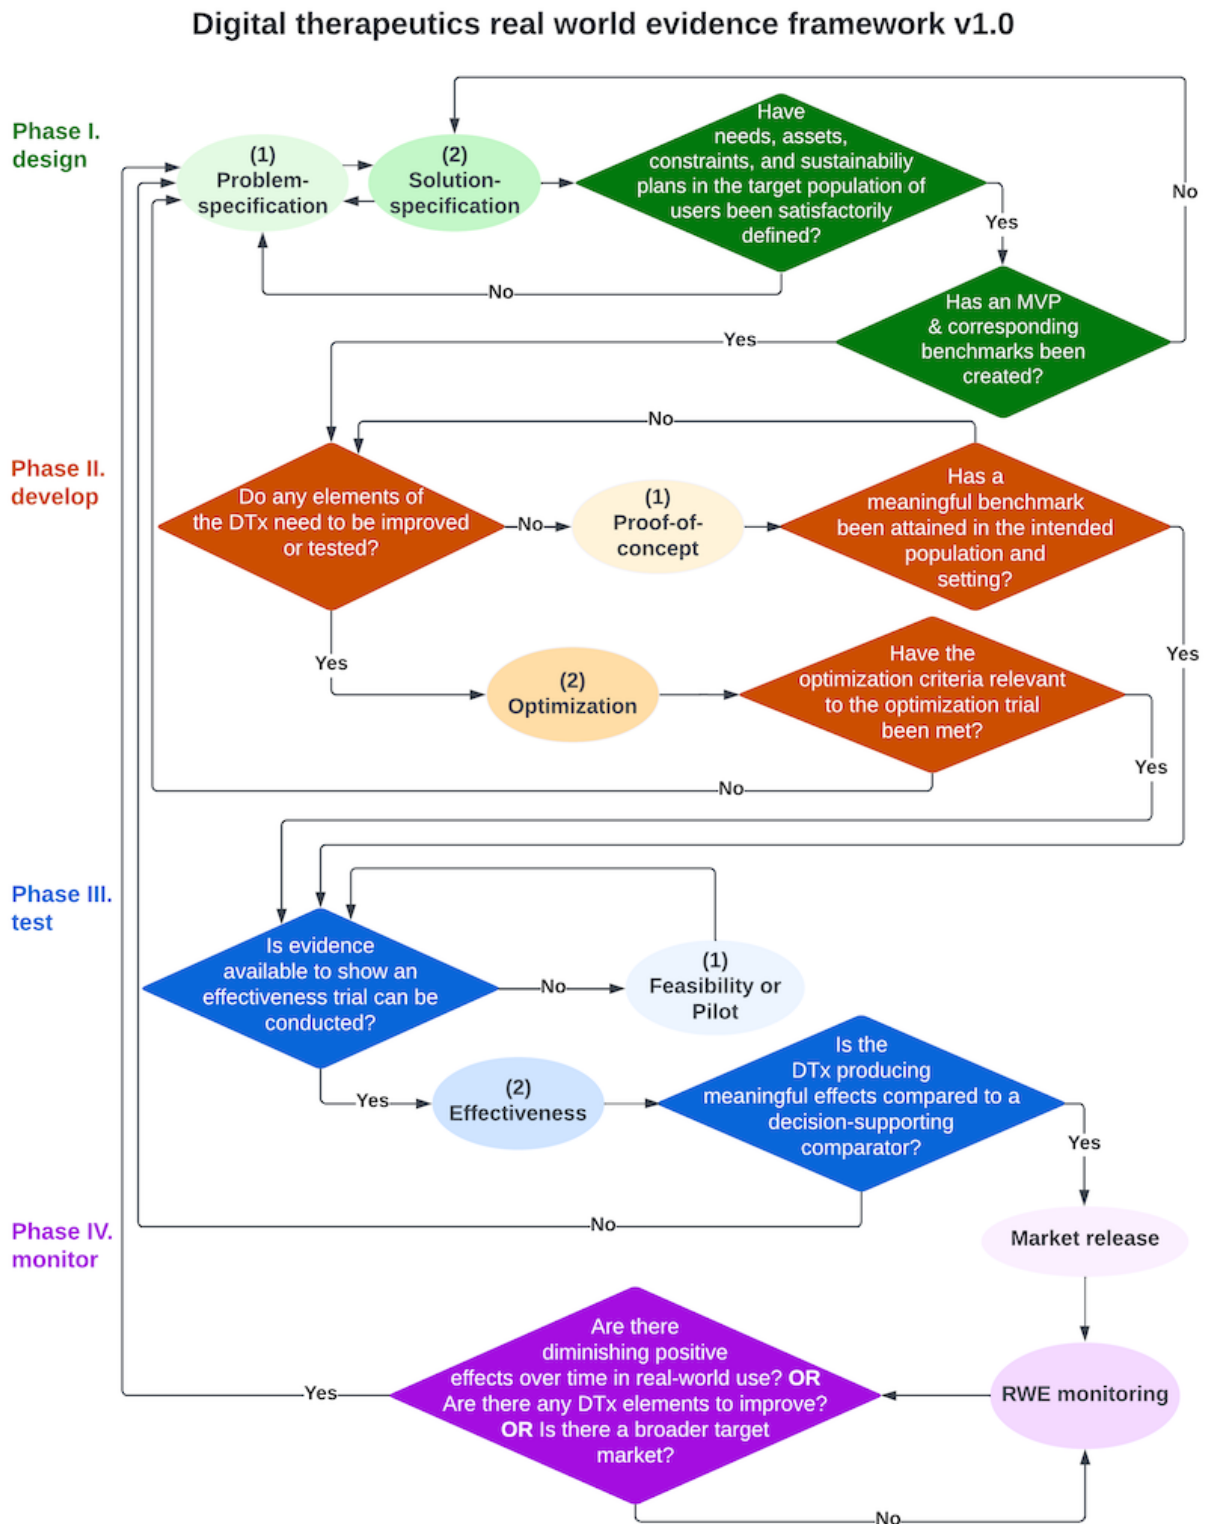 Digital therapeutics real world evidence framework v1.0
Phase I.
design
(1)
Problem-
specification
(2)
Solution-
specification
Have
needs, assets,
constraints, and sustainabiliy
plans in the target population of
users been satisfactorily
defined?
No
Yes
No
Has an MVP
& corresponding
benchmarks been
created?
Yes
No
Phase II.
develop
Do any elements of
the DTx need to be improved
or tested?
No
(1)
Proof-of-
concept
Has a
meaningful benchmark
been attained in the intended
population and
setting?
Yes
Yes
(2)
Optimization
Have the
optimization criteria relevant
to the optimization trial
been met?
Yes
No
Phase III.
test
Is evidence
available to show an
effectiveness trial can be
conducted?
No
(1)
Feasibility or
Pilot
Yes
(2)
Effectiveness
Is the
DTx producing
meaningful effects compared to a
decision-supporting
comparator?
Yes
No
Phase IV.
monitor
Market release
Are there
diminishing positive
effects over time in real-world use? OR
Are there any DTx elements to improve?
OR Is there a broader target
market?
Yes
RWE monitoring
No